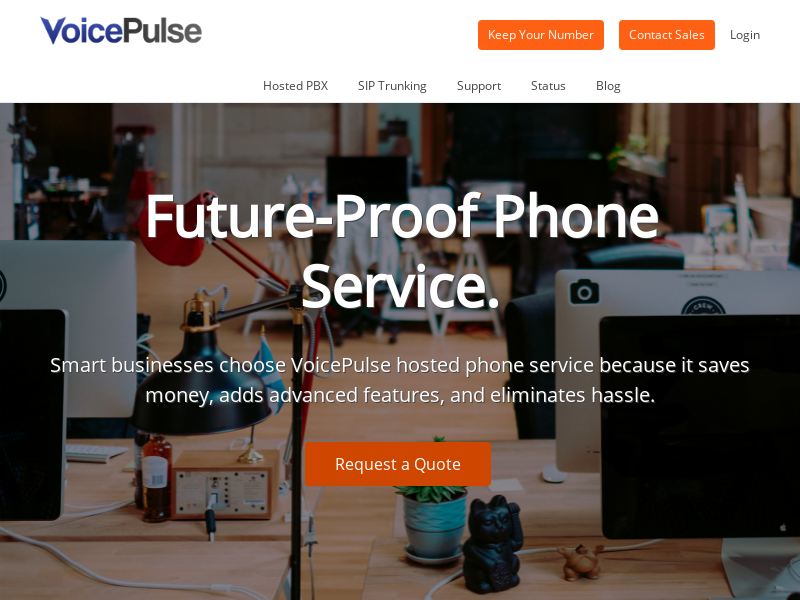 VoicePulse
Keep Your Number
Contact Sales
Login
Hosted PBX
SIP Trunking
Support
Status
Blog
Future-Proof Phone
Service.
Smart businesses choose VoicePulse hosted phone service because it saves
money, adds advanced features, and eliminates hassle.
Request a Quote
CREW